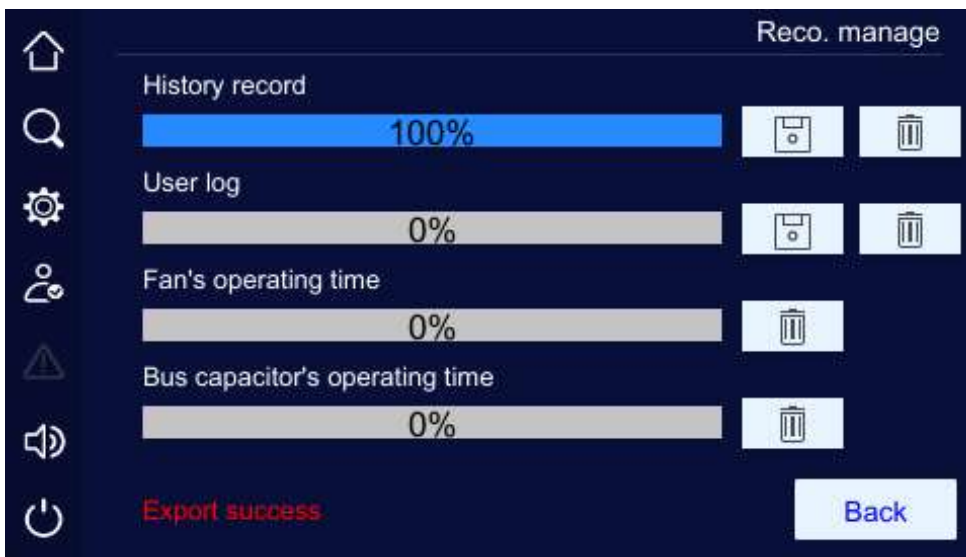 Reco. manage
History record
100%
User log
0%
Fan's operating time
0%
Bus capacitor's operating time
0%
Export success
Back